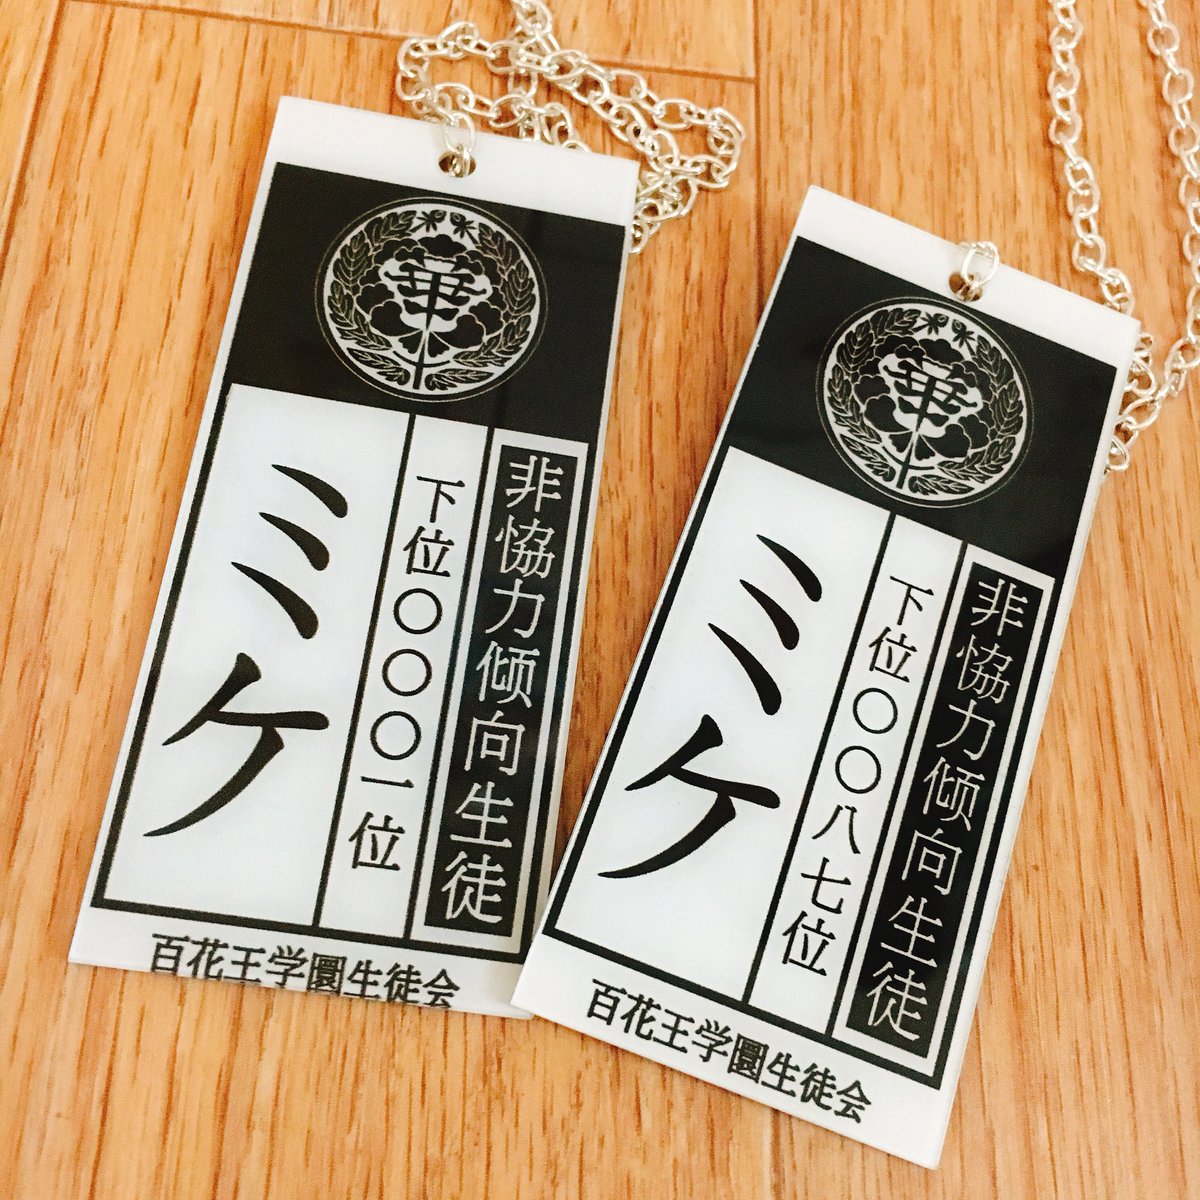 華
非協力傾向生徒
下位〇〇〇一位
ミミケ
百花王学園生徒会
華
非協力傾向生徒
下位〇〇八七位
ミミケ
百花王学園生徒会